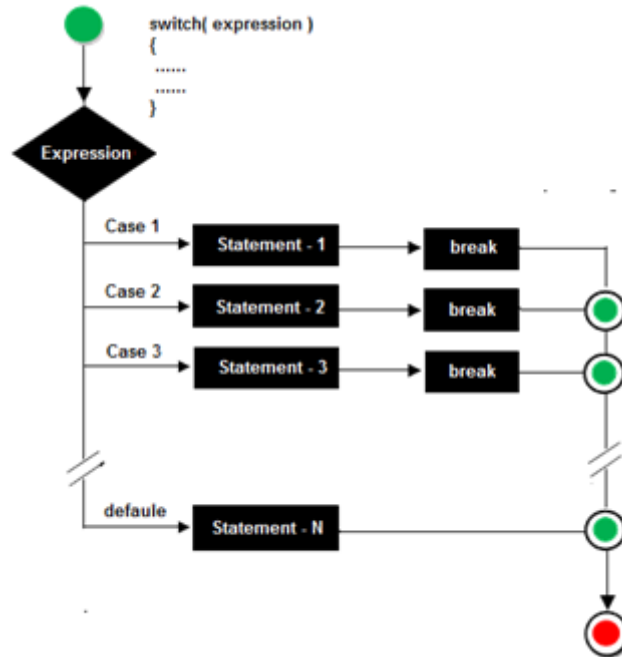 switch( expression )
{
......
......
}
Expression
Case 1
Statement - 1
break
Case 2
Statement - 2
break
Case 3
Statement - 3
break
defaule
Statement - N